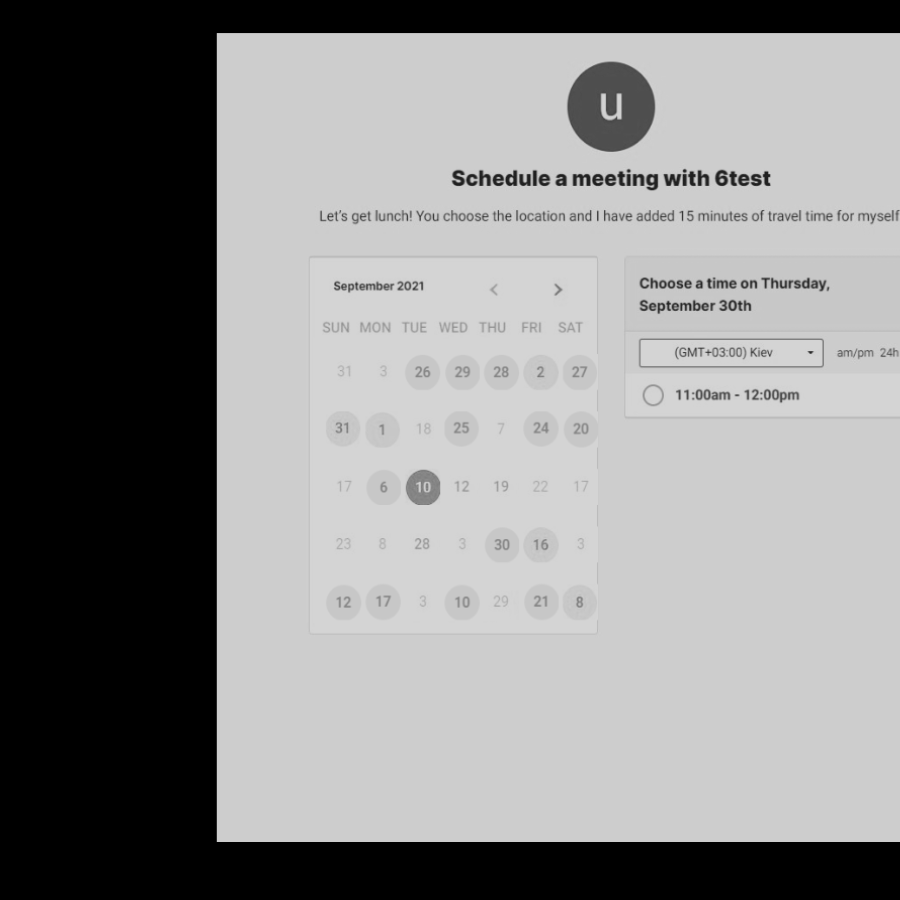 u
Schedule a meeting with 6test
Let's get lunch! You choose the location and I have added 15 minutes of travel time for myself
September 2021
SUN MON TUE WED THU FRI SAT
31 3 26 29 28 2 27
31 1 18 25 7 24 20
17 6 10 12 19 22 17
23 8 28 3 30 16 3
12 17 3 10 29 21 8
Choose a time on Thursday,
September 30th
(GMT+03:00) Kiev am/pm 24h
11:00am - 12:00pm